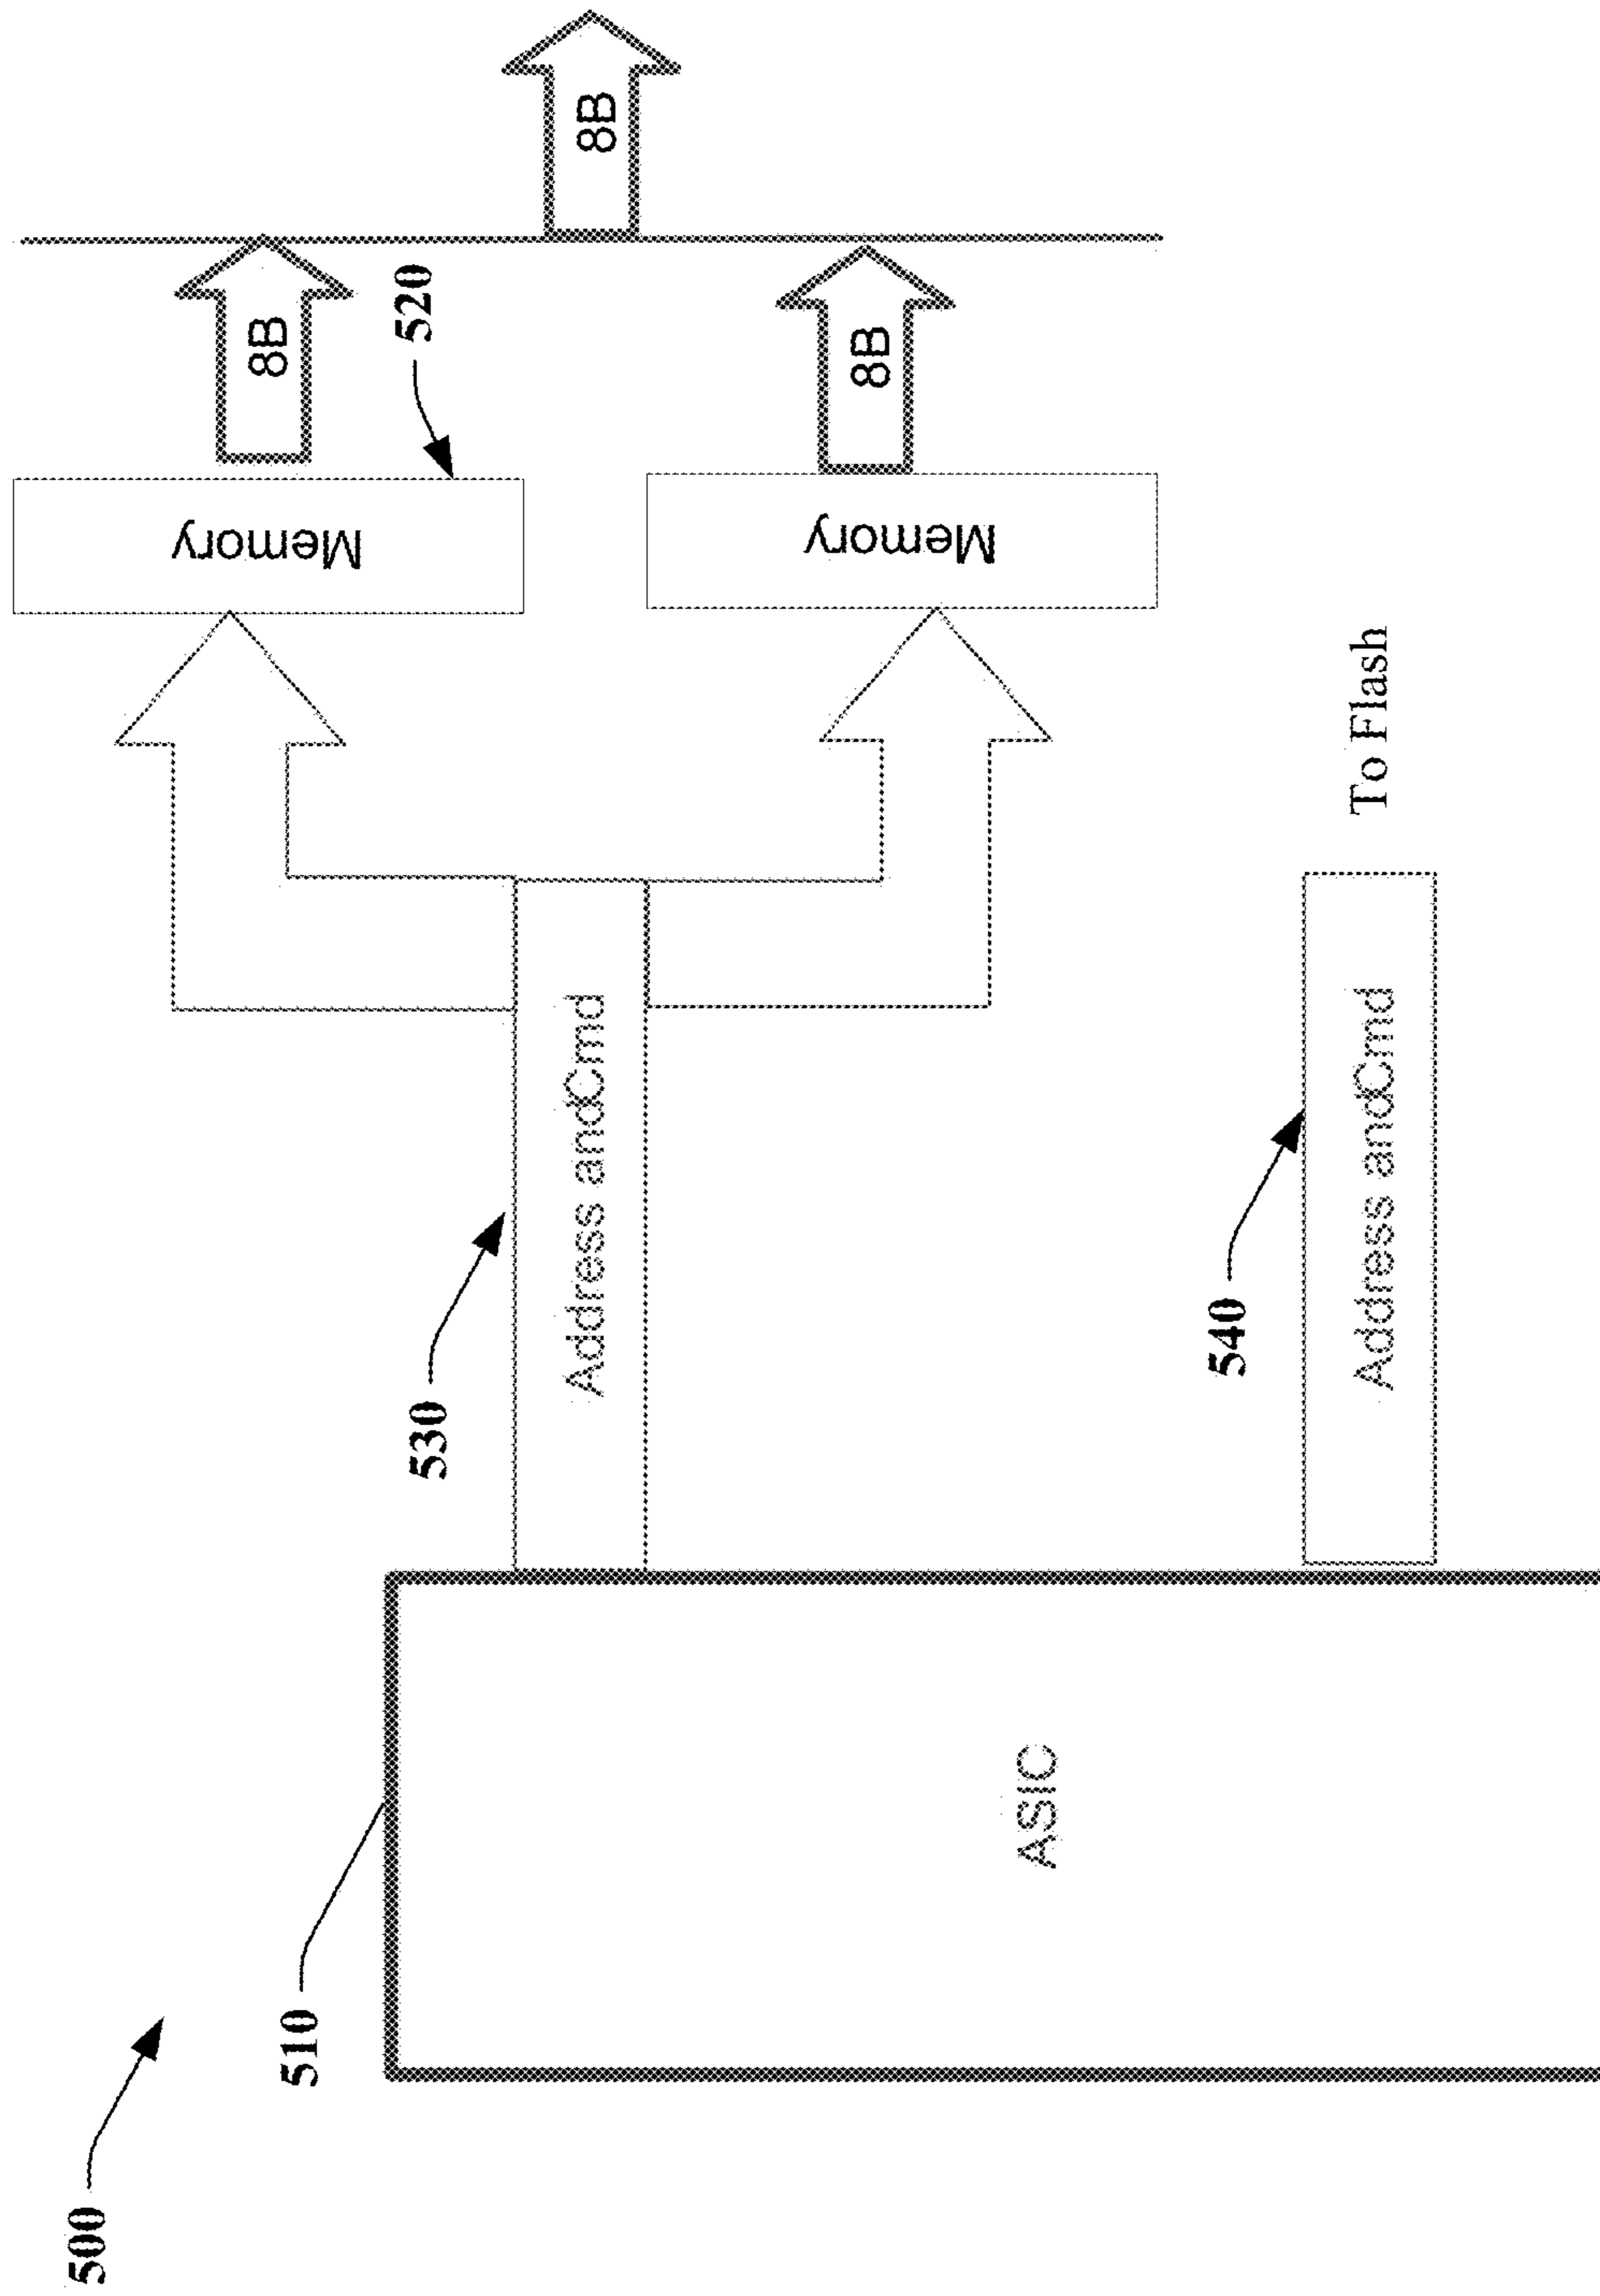 500
510
ASIC
530
Address andCmd
540
Address andCmd
To Flash
Memory
520
Memory
8B
8B
8B